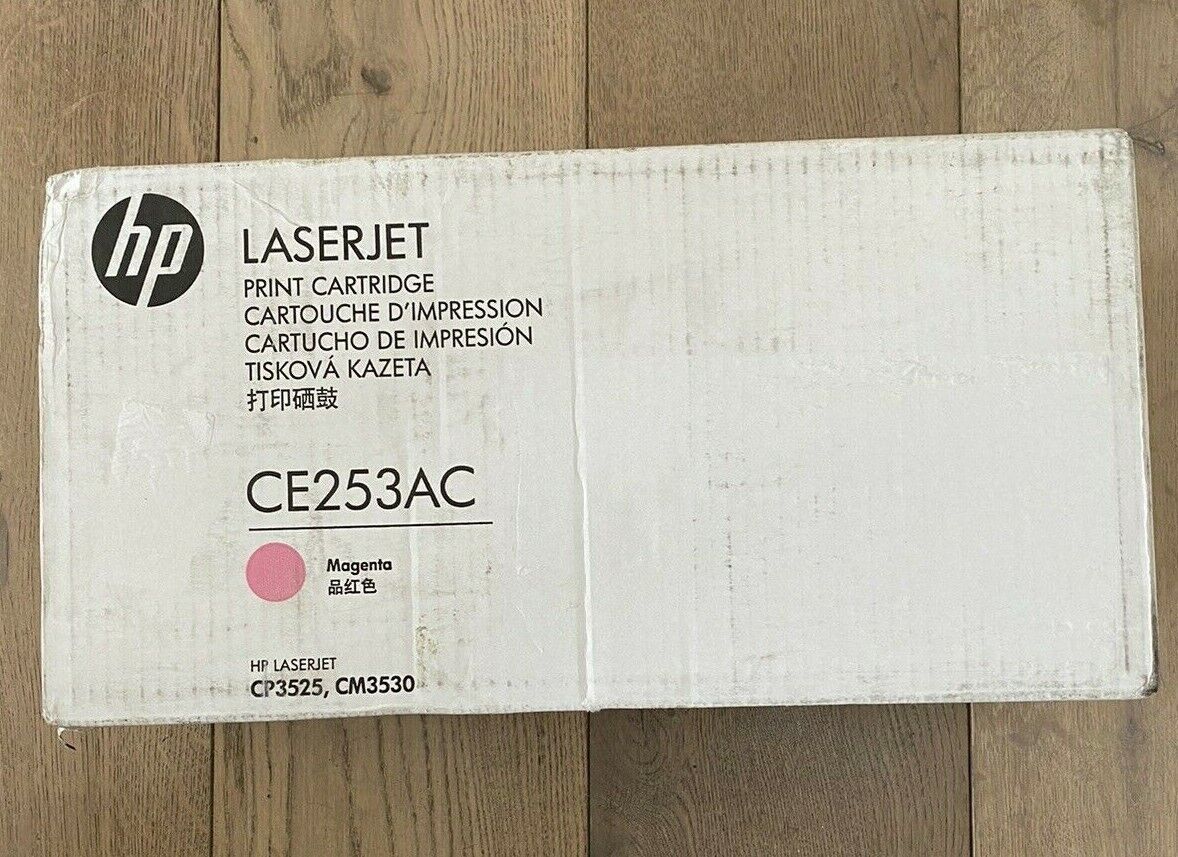 hp
LASERJET
PRINT CARTRIDGE
CARTOUCHE D'IMPRESSION
CARTUCHO DE IMPRESIÓN
TISKOVÁ KAZETA
打印硒鼓
CE253AC
Magenta
品红色
HP LASERJET
CP3525, CM3530